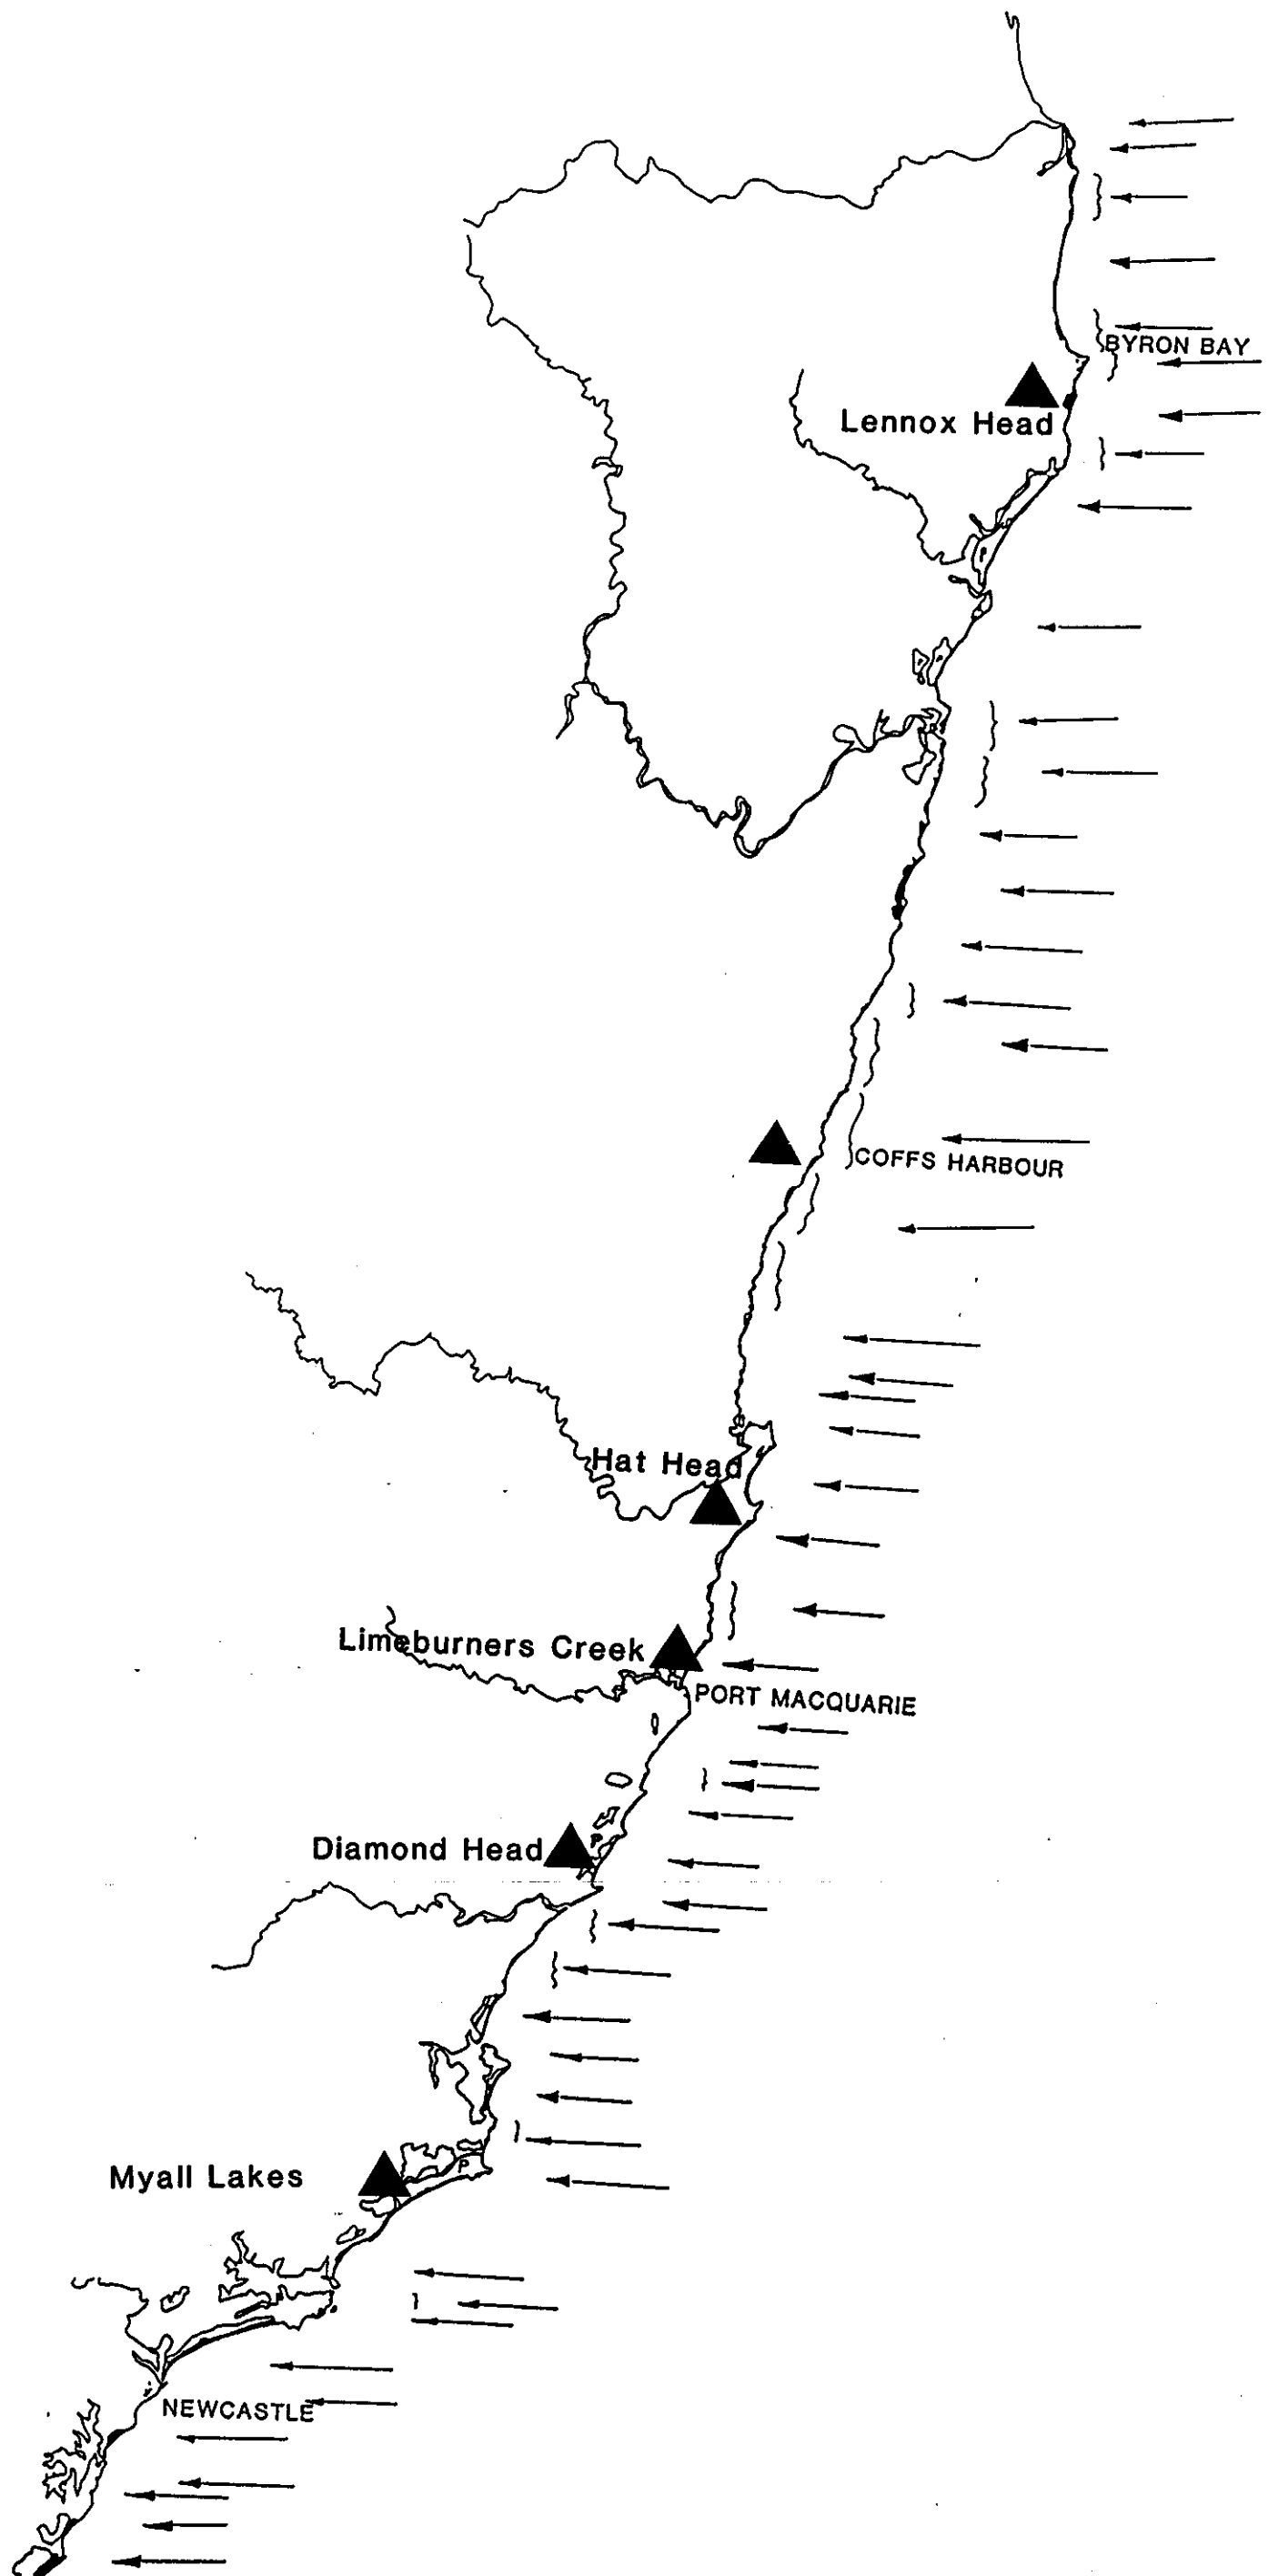 BYRON BAY
Lennox Head
P
COFFS HARBOUR
Hat Head
Limeburners Creek
PORT MACQUARIE
P
Diamond Head
P
Myall Lakes
NEWCASTLE